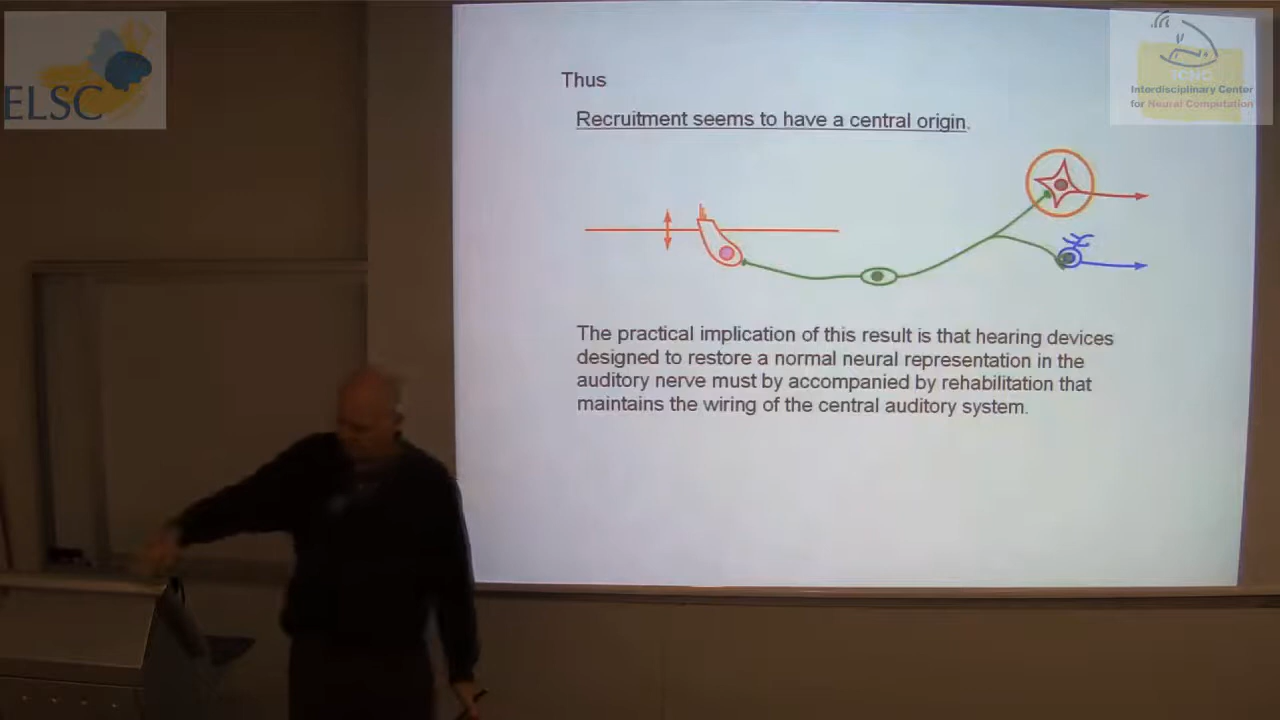 ELSC
ICNC
Interdisciplinary Center
for Neural Computation
Thus
Recruitment seems to have a central origin.
The practical implication of this result is that hearing devices
designed to restore a normal neural representation in the
auditory nerve must by accompanied by rehabilitation that
maintains the wiring of the central auditory system.